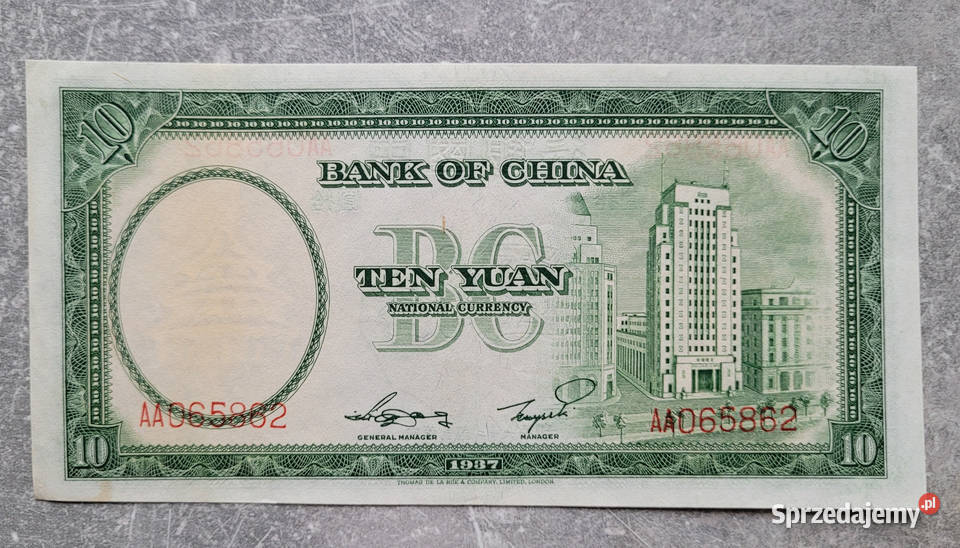 10 10
BANK OF CHINA
BC
TEN YUAN
NATIONAL CURRENCY
AA065862 AA065862
GENERAL MANAGER MANAGER
10 1937 10
THOMAS DE LA RUE & COMPANY, LIMITED, LONDON
Sprzedajemy.pl